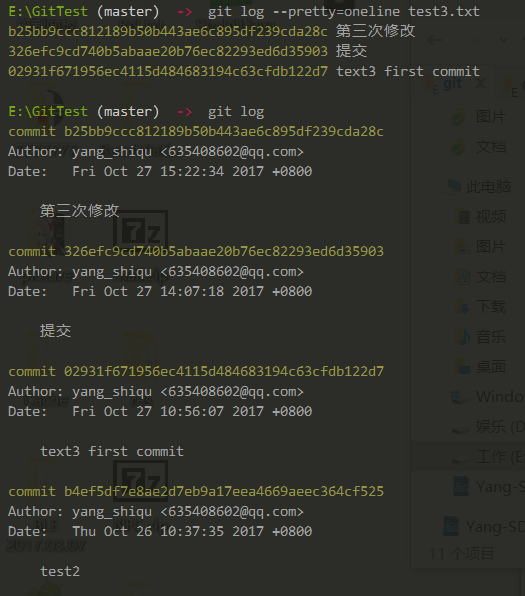 E:\GitTest (master)  ->  git log --pretty=oneline test3.txt
b25bb9ccc812189b50b443ae6c895df239cda28c 第三次修改
326efc9cd740b5abaae20b76ec82293ed6d35903 提交
02931f671956ec4115d484683194c63cfdb122d7 text3 first commit
E:\GitTest (master)  ->  git log
commit b25bb9ccc812189b50b443ae6c895df239cda28c
Author: yang_shiqu <635408602@qq.com>
Date:   Fri Oct 27 15:22:34 2017 +0800
第三次修改
commit 326efc9cd740b5abaae20b76ec82293ed6d35903
Author: yang_shiqu <635408602@qq.com>
Date:   Fri Oct 27 14:07:18 2017 +0800
提交
commit 02931f671956ec4115d484683194c63cfdb122d7
Author: yang_shiqu <635408602@qq.com>
Date:   Fri Oct 27 10:56:07 2017 +0800
text3 first commit
commit b4ef5df7e8ae2d7eb9a17eea4669aeec364cf525
Author: yang_shiqu <635408602@qq.com>
Date:   Thu Oct 26 10:37:35 2017 +0800
test2
git
图片
文档
此电脑
视频
图片
文档
下载
音乐
桌面
Window
娱乐 (D
工作 (E
Yang-S
Yang-SD
11 个项目
7z
7z